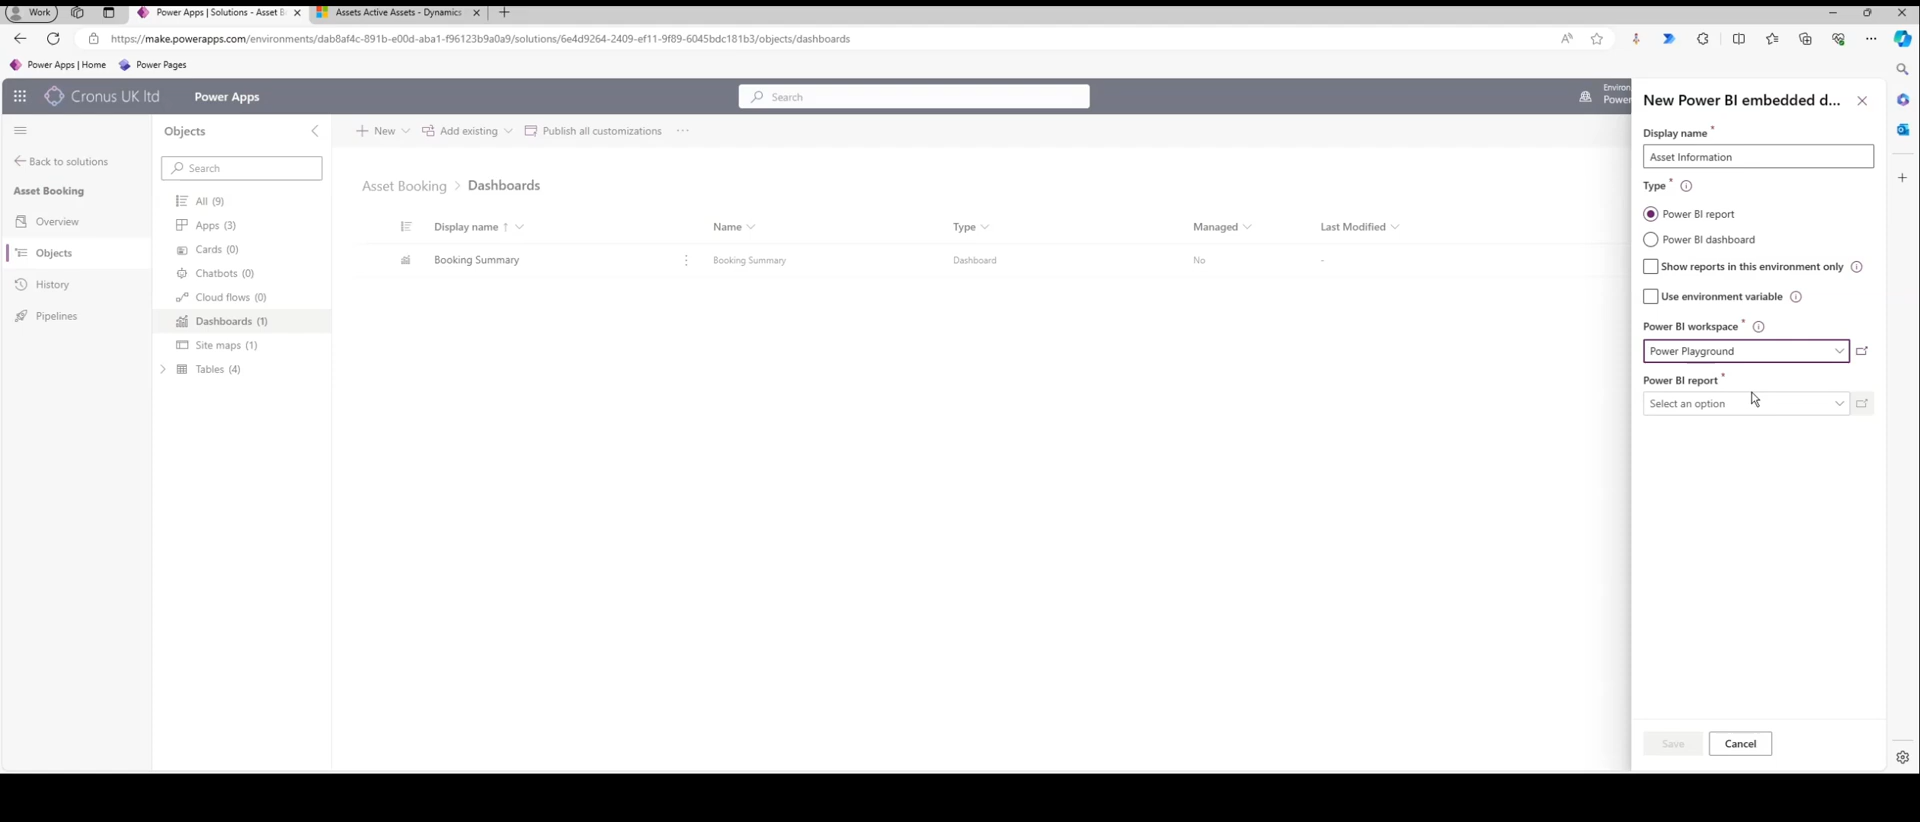 Work
Power Apps | Solutions - Asset B
Assets Active Assets - Dynamics
https://make.powerapps.com/environments/dab8af4c-891b-e00d-aba1-f96123b9a0a9/solutions/6e4d9264-2409-ef11-9f89-6045bdc181b3/objects/dashboards
Power Apps | Home
Power Pages
Cronus UK ltd
Power Apps
Search
Environ
Power
Back to solutions
Asset Booking
Overview
Objects
History
Pipelines
Objects
Search
All (9)
Apps (3)
Cards (0)
Chatbots (0)
Cloud flows (0)
Dashboards (1)
Site maps (1)
Tables (4)
New
Add existing
Publish all customizations
Asset Booking > Dashboards
Display name ↑ Name Type Managed Last Modified
Booking Summary Booking Summary Dashboard No -
New Power BI embedded d...
Display name *
Asset Information
Type *
Power BI report
Power BI dashboard
Show reports in this environment only
Use environment variable
Power BI workspace *
Power Playground
Power BI report *
Select an option
Save
Cancel